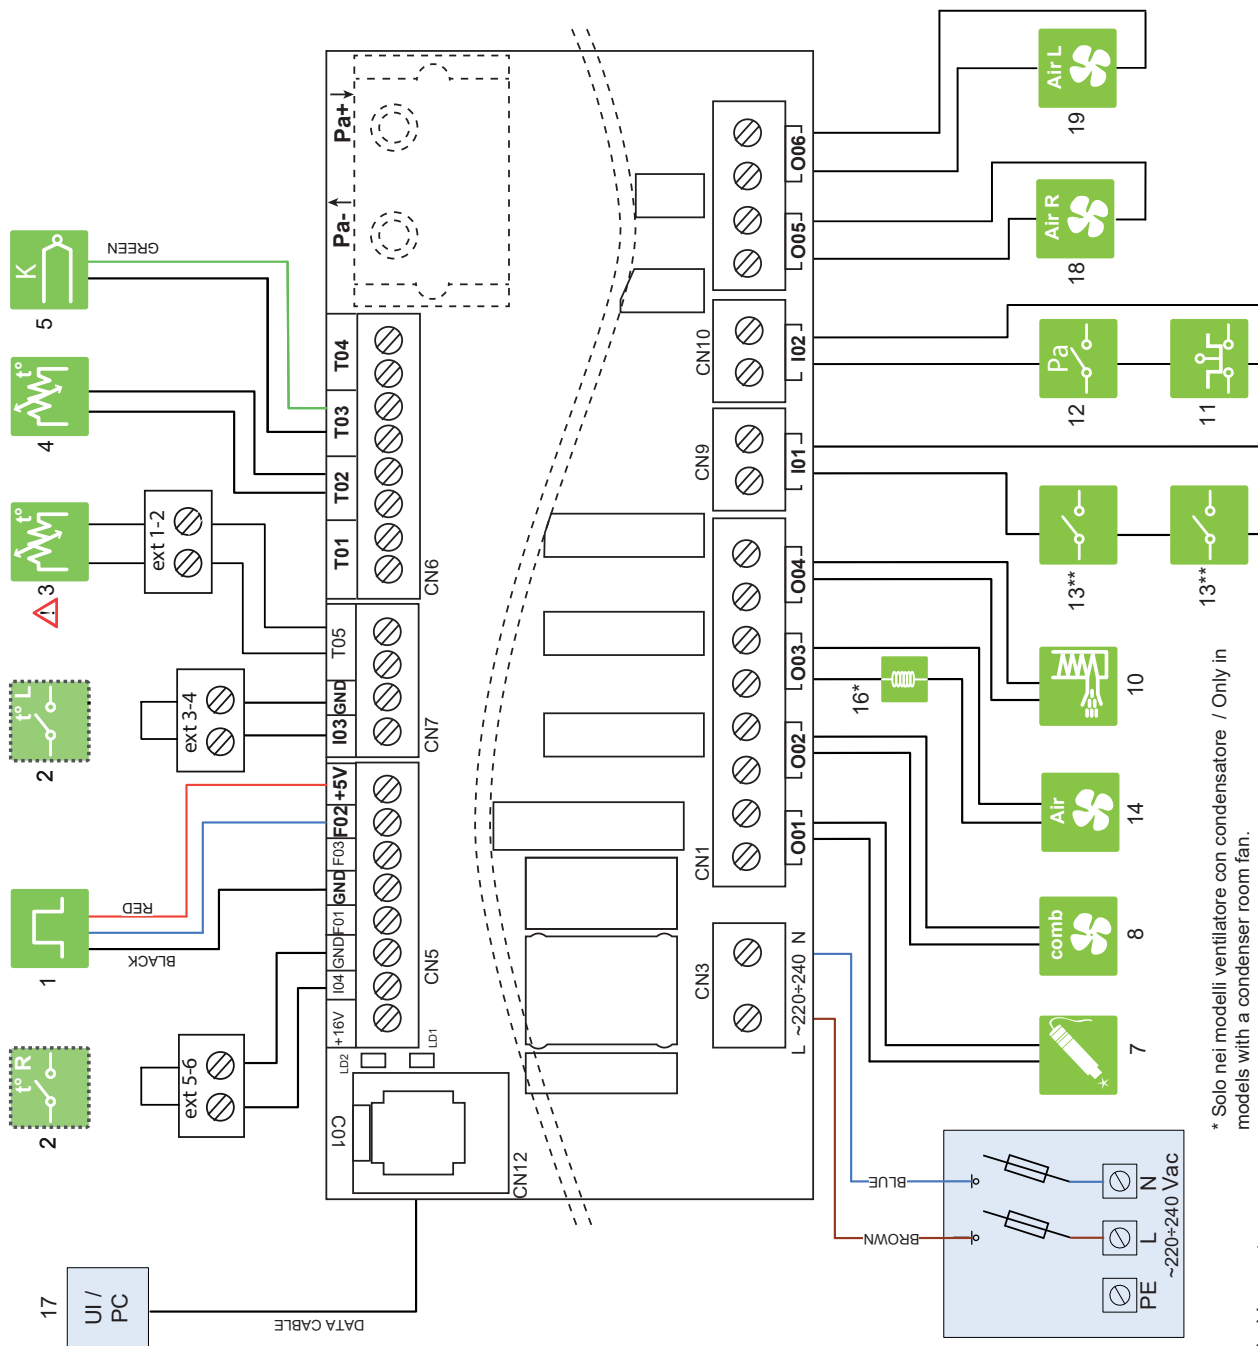 K
GREEN
5
t°
4
t°
3
ext 1-2
t° L
2
ext 3-4
RED
BLACK
1
t° R
2
ext 5-6
17
UI /
PC
DATA CABLE
Pa+
Pa-
T04
T03
T02
T01
CN6
T05
GND
I03
CN7
+5V
F02
F03
GND
F01
GND
I04
+16V
CN5
LD2
LD1
C01
CN12
O06
O05
CN10
I02
CN9
I01
O04
O03
O02
O01
CN1
CN3
L ~220÷240 N
Air L
19
Air R
18
Pa
12
11
13**
13**
16*
10
Air
14
comb
8
7
BLUE
BROWN
N
L
PE
~220÷240 Vac
* Solo nei modelli ventilatore con condensatore / Only in
models with a condenser room fan.